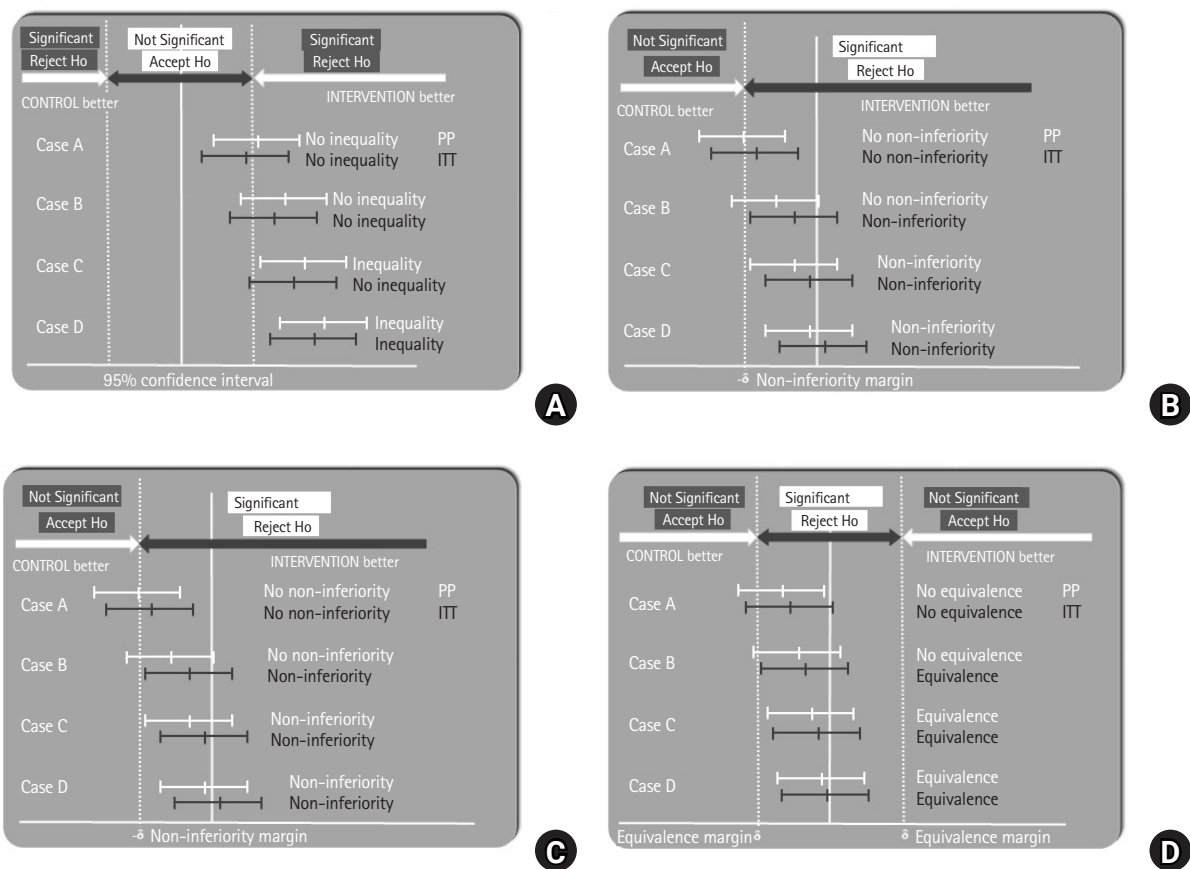 Significant
Reject Ho
Not Significant
Accept Ho
Significant
Reject Ho
CONTROL better
INTERVENTION better
Case A
No inequality PP
No inequality ITT
Case B
No inequality
No inequality
Case C
Inequality
No inequality
Case D
Inequality
Inequality
95% confidence interval
A
Not Significant
Accept Ho
Significant
Reject Ho
CONTROL better
INTERVENTION better
Case A
No non-inferiority PP
No non-inferiority ITT
Case B
No non-inferiority
Non-inferiority
Case C
Non-inferiority
Non-inferiority
Case D
Non-inferiority
Non-inferiority
-δ Non-inferiority margin
B
Not Significant
Accept Ho
Significant
Reject Ho
CONTROL better
INTERVENTION better
Case A
No non-inferiority PP
No non-inferiority ITT
Case B
No non-inferiority
Non-inferiority
Case C
Non-inferiority
Non-inferiority
Case D
Non-inferiority
Non-inferiority
-δ Non-inferiority margin
C
Not Significant
Accept Ho
Significant
Reject Ho
Not Significant
Accept Ho
CONTROL better
INTERVENTION better
Case A
No equivalence PP
No equivalence ITT
Case B
No equivalence
Equivalence
Case C
Equivalence
Equivalence
Case D
Equivalence
Equivalence
Equivalence margin -δ
δ Equivalence margin
D